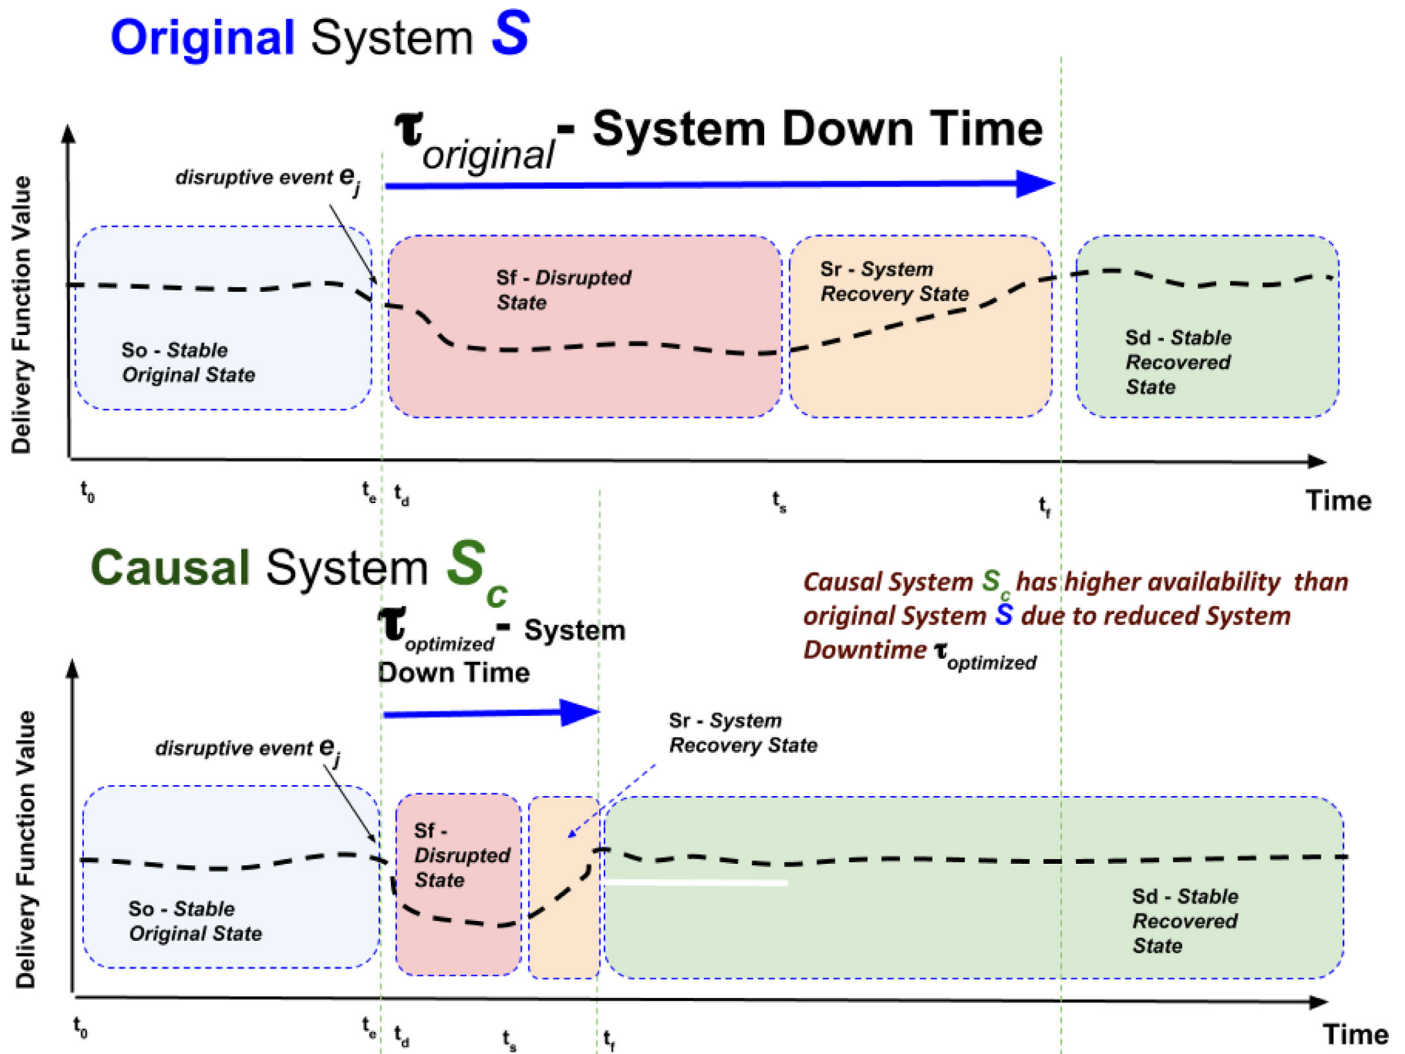 Original System S
τoriginal- System Down Time
disruptive event ej
Delivery Function Value
So - Stable
Original State
Sf - Disrupted
State
Sr - System
Recovery State
Sd - Stable
Recovered
State
t0
te
td
ts
tf
Time
Causal System Sc
τoptimized- System
Down Time
Causal System Sc has higher availability than
original System S due to reduced System
Downtime τoptimized
disruptive event ej
Sr - System
Recovery State
Delivery Function Value
So - Stable
Original State
Sf -
Disrupted
State
Sd - Stable
Recovered
State
t0
te
td
ts
tf
Time